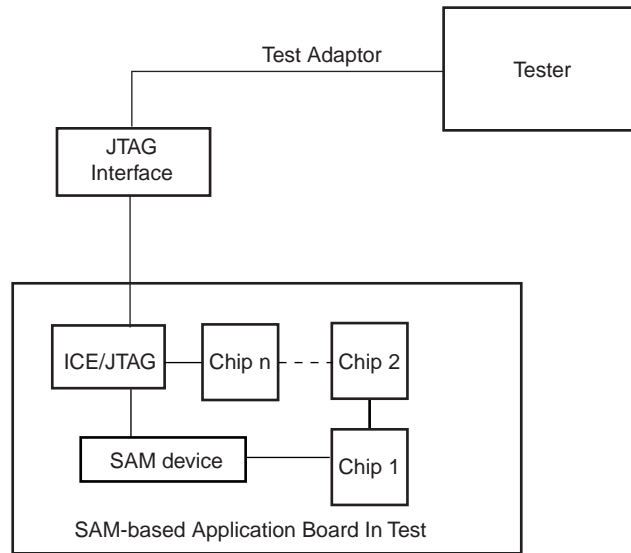 Test Adaptor
Tester
JTAG
Interface
ICE/JTAG
Chip n
Chip 2
SAM device
Chip 1
SAM-based Application Board In Test